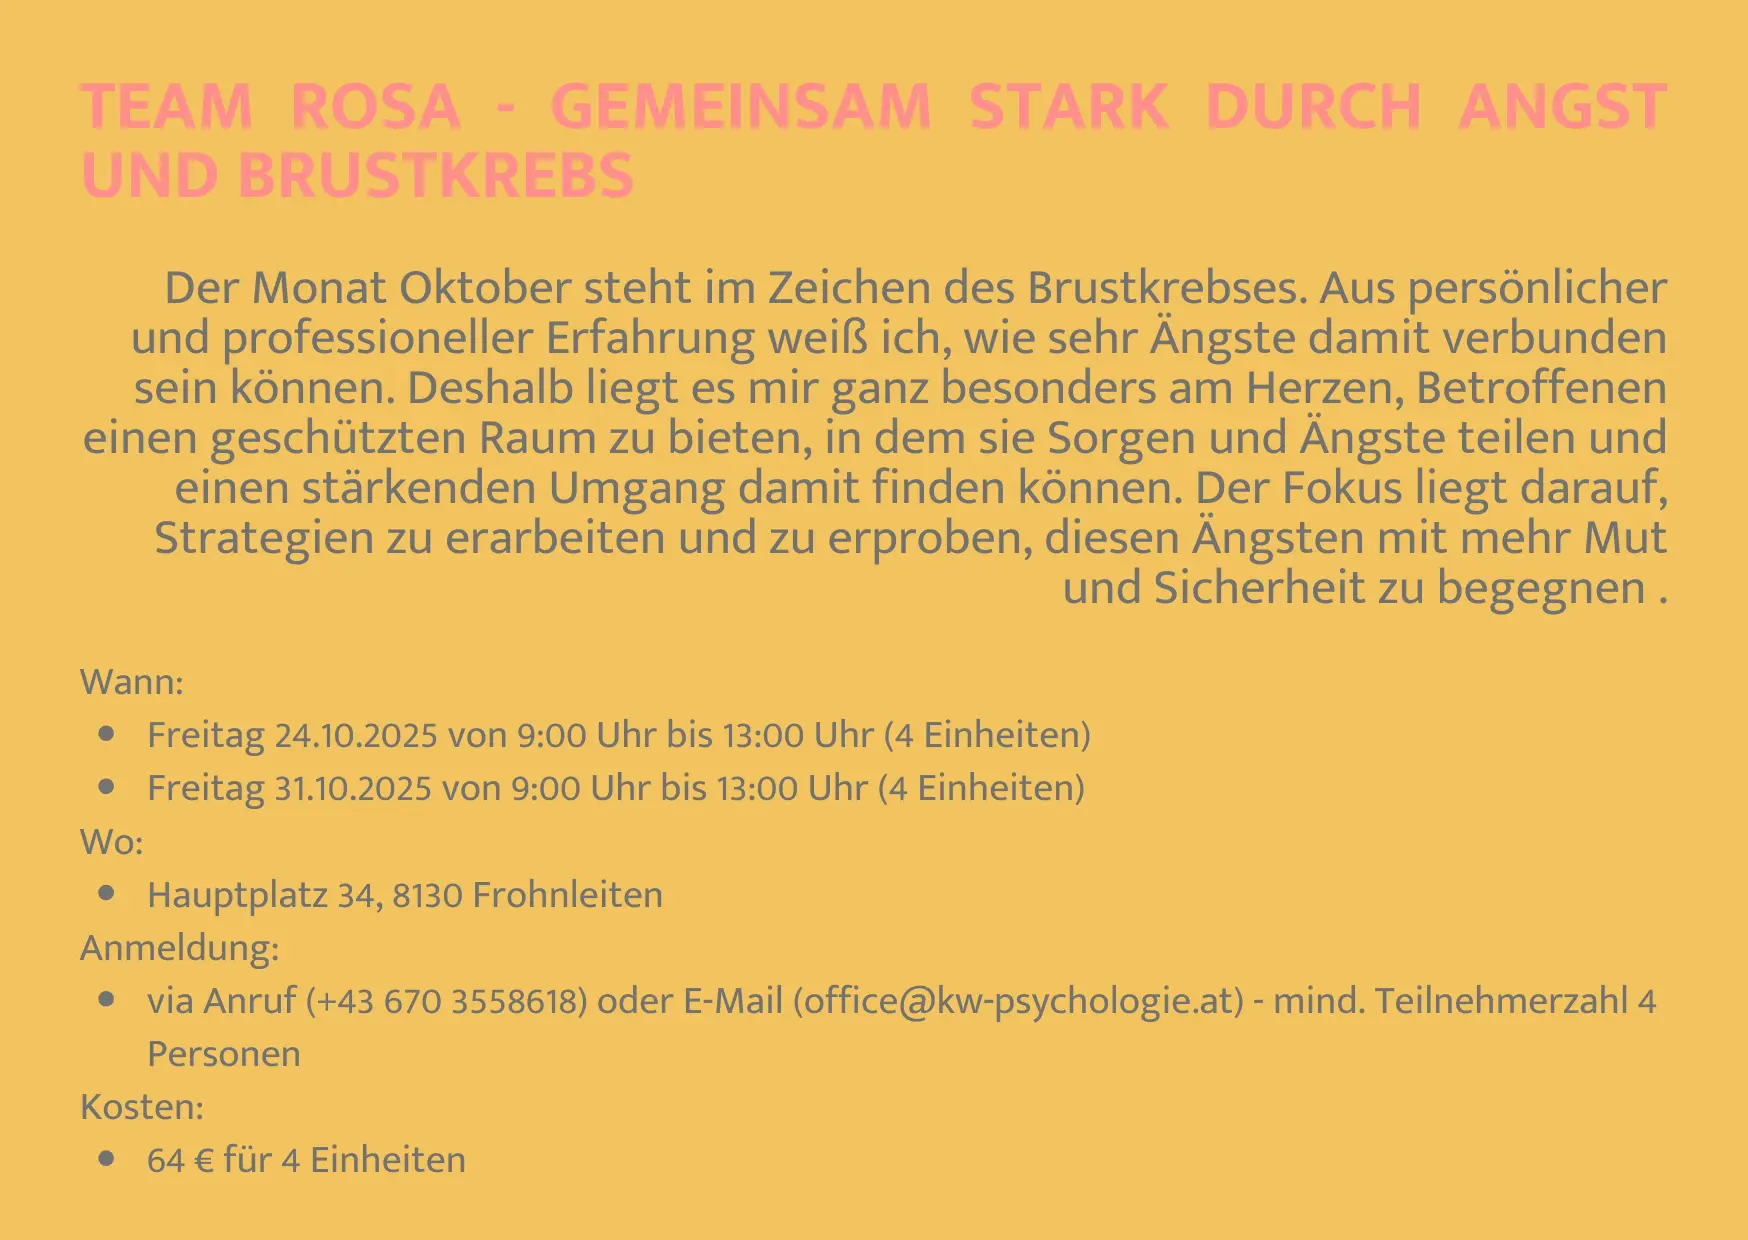 TEAM ROSA - GEMEINSAM STARK DURCH ANGST
UND BRUSTKREBS
Der Monat Oktober steht im Zeichen des Brustkrebses. Aus persönlicher
und professioneller Erfahrung weiß ich, wie sehr Ängste damit verbunden
sein können. Deshalb liegt es mir ganz besonders am Herzen, Betroffenen
einen geschützten Raum zu bieten, in dem sie Sorgen und Ängste teilen und
einen stärkenden Umgang damit finden können. Der Fokus liegt darauf,
Strategien zu erarbeiten und zu erproben, diesen Ängsten mit mehr Mut
und Sicherheit zu begegnen .
Wann:
• Freitag 24.10.2025 von 9:00 Uhr bis 13:00 Uhr (4 Einheiten)
• Freitag 31.10.2025 von 9:00 Uhr bis 13:00 Uhr (4 Einheiten)
Wo:
• Hauptplatz 34, 8130 Frohnleiten
Anmeldung:
• via Anruf (+43 670 3558618) oder E-Mail (office@kw-psychologie.at) - mind. Teilnehmerzahl 4
Personen
Kosten:
• 64 € für 4 Einheiten